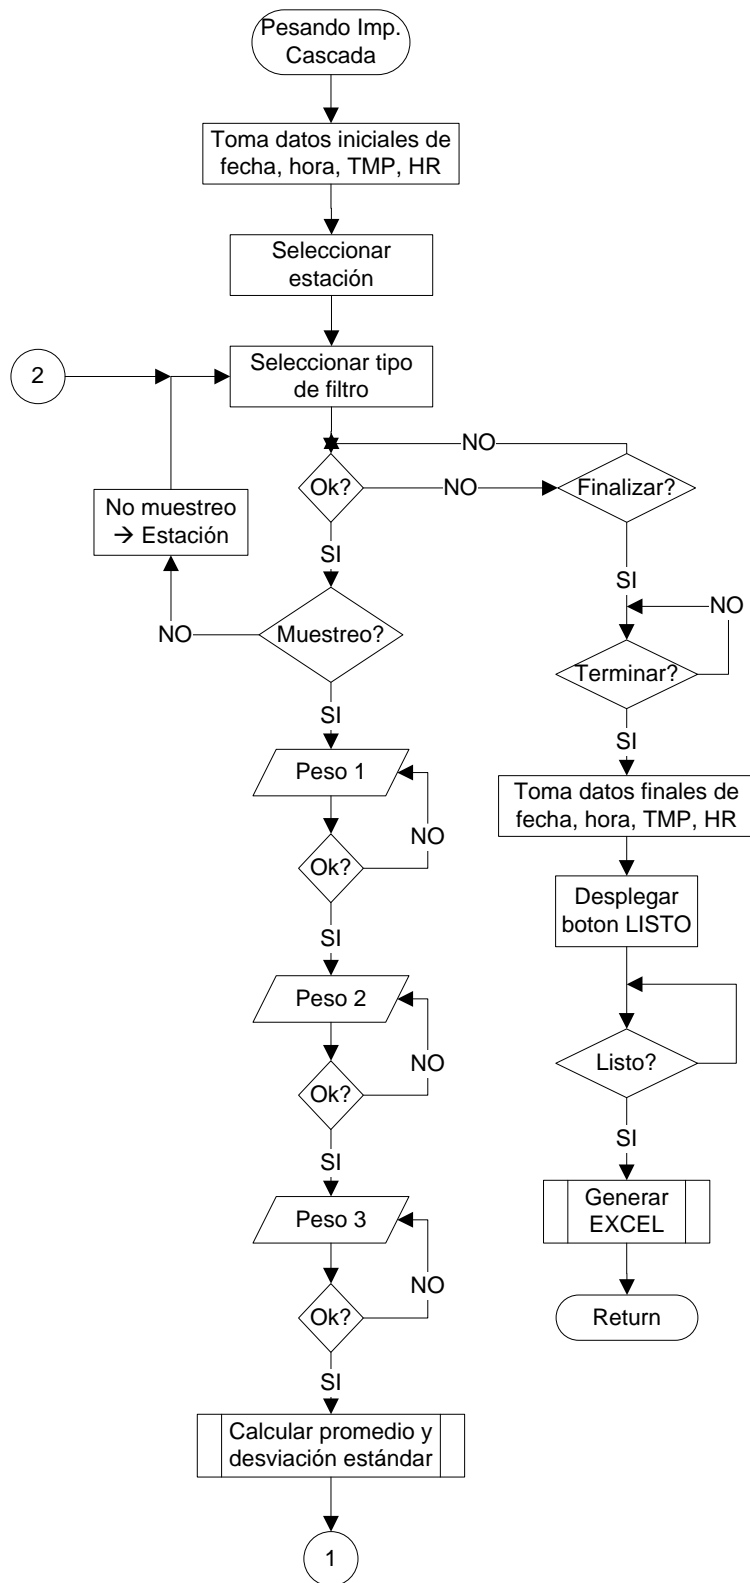 Pesando Imp.
Cascada
Toma datos iniciales de
fecha, hora, TMP, HR
Seleccionar
estación
2
Seleccionar tipo
de filtro
NO
No muestreo
→ Estación
Ok?
NO
Finalizar?
SI
SI
NO
NO
Muestreo?
Terminar?
SI
SI
Peso 1
Toma datos finales de
fecha, hora, TMP, HR
NO
Ok?
Desplegar
boton LISTO
SI
Peso 2
NO
Listo?
Ok?
SI
SI
Peso 3
Generar
EXCEL
NO
Ok?
Return
SI
Calcular promedio y
desviación estándar
1